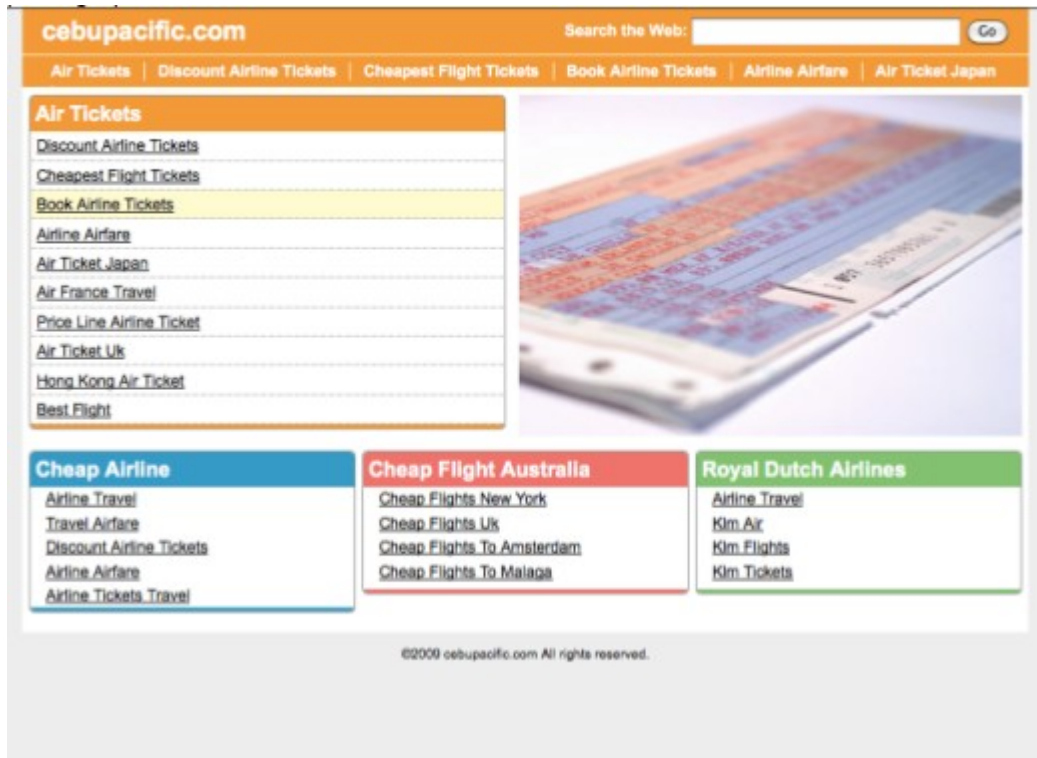 cebupacific.com
Search the Web:
Go
Air Tickets | Discount Airline Tickets | Cheapest Flight Tickets | Book Airline Tickets | Airline Airfare | Air Ticket Japan
Air Tickets
Discount Airline Tickets
Cheapest Flight Tickets
Book Airline Tickets
Airline Airfare
Air Ticket Japan
Air France Travel
Price Line Airline Ticket
Air Ticket Uk
Hong Kong Air Ticket
Best Flight
Cheap Airline
Airline Travel
Travel Airfare
Discount Airline Tickets
Airline Airfare
Airline Tickets Travel
Cheap Flight Australia
Cheap Flights New York
Cheap Flights Uk
Cheap Flights To Amsterdam
Cheap Flights To Malaga
Royal Dutch Airlines
Airline Travel
Klm Air
Klm Flights
Klm Tickets
©2009 cebupacific.com All rights reserved.